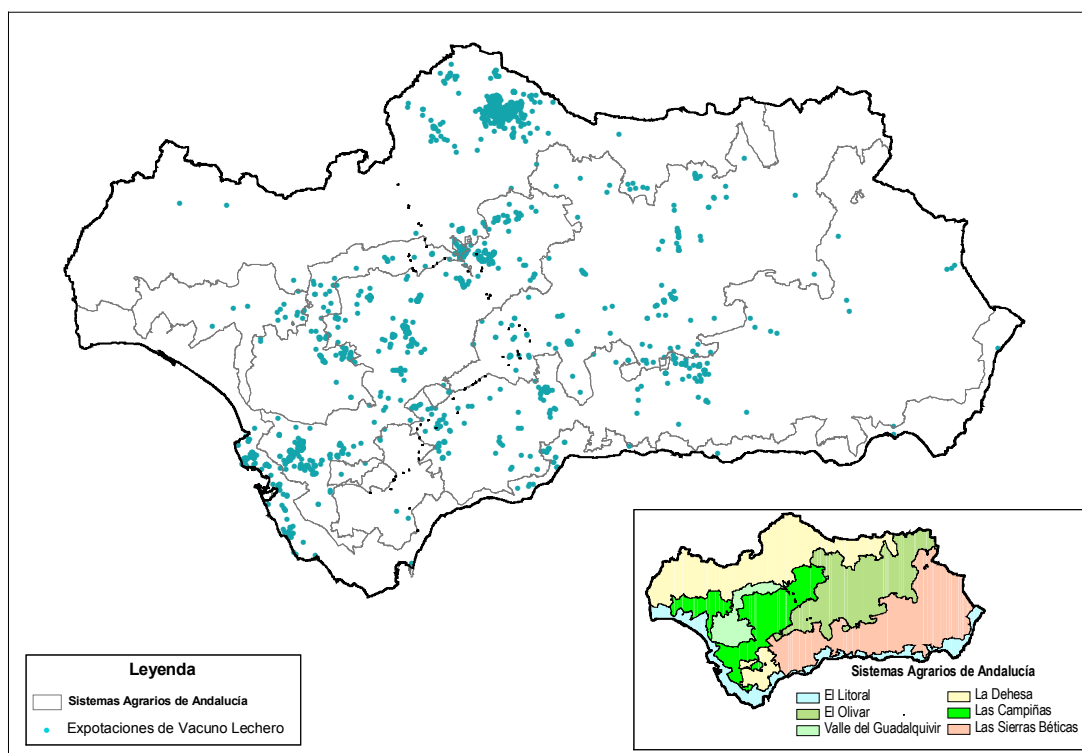 Leyenda
Sistemas Agrarios de Andalucía
Expotaciones de Vacuno Lechero
Sistemas Agrarios de Andalucía
El Litoral
La Dehesa
El Olivar
Las Campiñas
Valle del Guadalquivir
Las Sierras Béticas